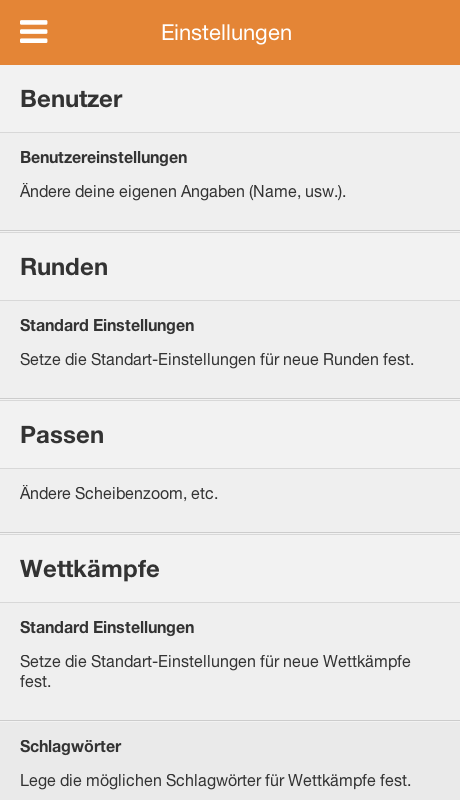 Einstellungen
Benutzer
Benutzereinstellungen
Ändere deine eigenen Angaben (Name, usw.).
Runden
Standard Einstellungen
Setze die Standart-Einstellungen für neue Runden fest.
Passen
Ändere Scheibenzoom, etc.
Wettkämpfe
Standard Einstellungen
Setze die Standart-Einstellungen für neue Wettkämpfe
fest.
Schlagwörter
Lege die möglichen Schlagwörter für Wettkämpfe fest.